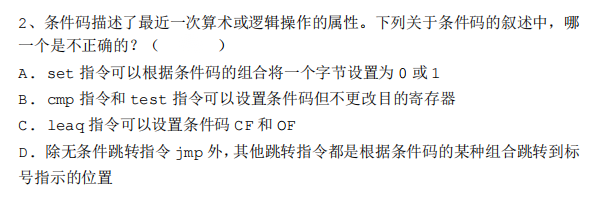 2、条件码描述了最近一次算术或逻辑操作的属性。下列关于条件码的叙述中，哪
一个是不正确的？（ ）
A. set 指令可以根据条件码的组合将一个字节设置为 0 或 1
B. cmp 指令和 test 指令可以设置条件码但不更改目的寄存器
C. leaq 指令可以设置条件码 CF 和 OF
D. 除无条件跳转指令 jmp 外，其他跳转指令都是根据条件码的某种组合跳转到标
号指示的位置